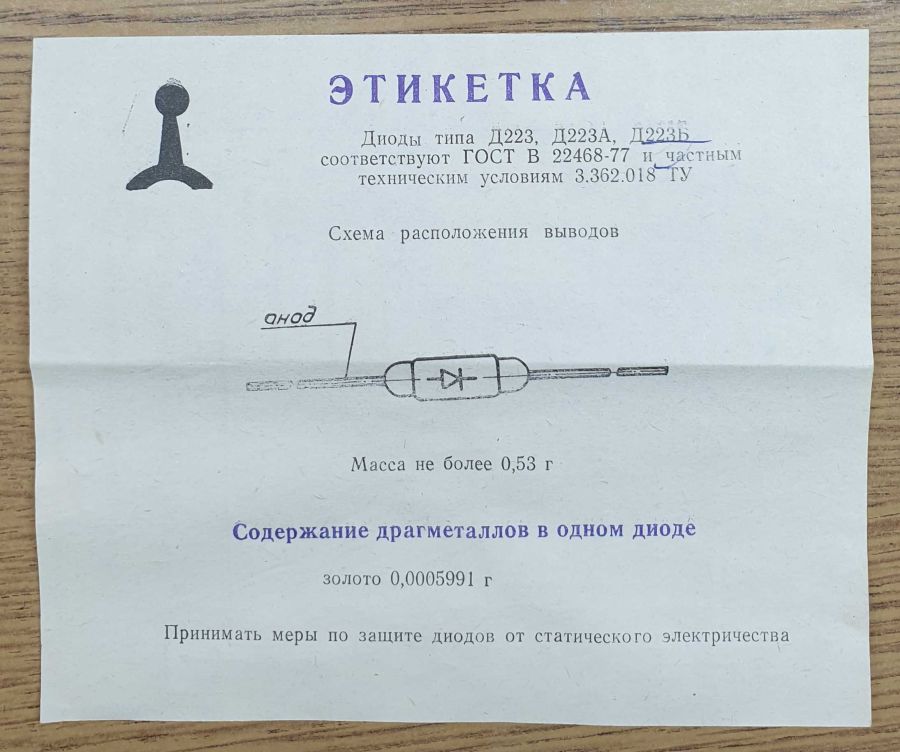 ЭТИКЕТКА
Диоды типа Д223, Д223А, Д223Б
соответствуют ГОСТ В 22468-77 и частным
техническим условиям 3.362.018 ТУ
Схема расположения выводов
анод
Масса не более 0,53 г
Содержание драгметаллов в одном диоде
золото 0,0005991 г
Принимать меры по защите диодов от статического электричества